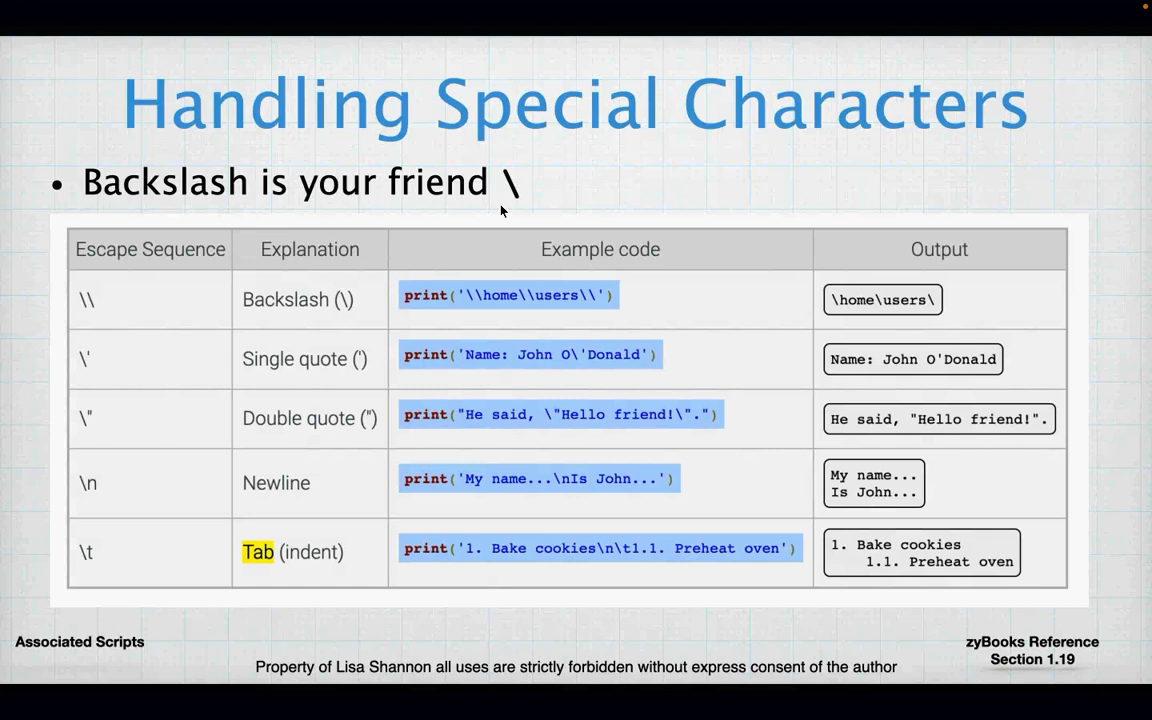 Handling Special Characters
• Backslash is your friend \
Escape Sequence Explanation Example code Output
\\ Backslash (\) print('\\home\\users\\') \home\users\
\' Single quote (') print('Name: John O\'Donald') Name: John O'Donald
\" Double quote (") print("He said, \"Hello friend!\".") He said, "Hello friend!".
\n Newline print('My name...\nIs John...') My name...
Is John...
\t Tab (indent) print('1. Bake cookies\n\t1.1. Preheat oven') 1. Bake cookies
1.1. Preheat oven
Associated Scripts
zyBooks Reference
Section 1.19
Property of Lisa Shannon all uses are strictly forbidden without express consent of the author